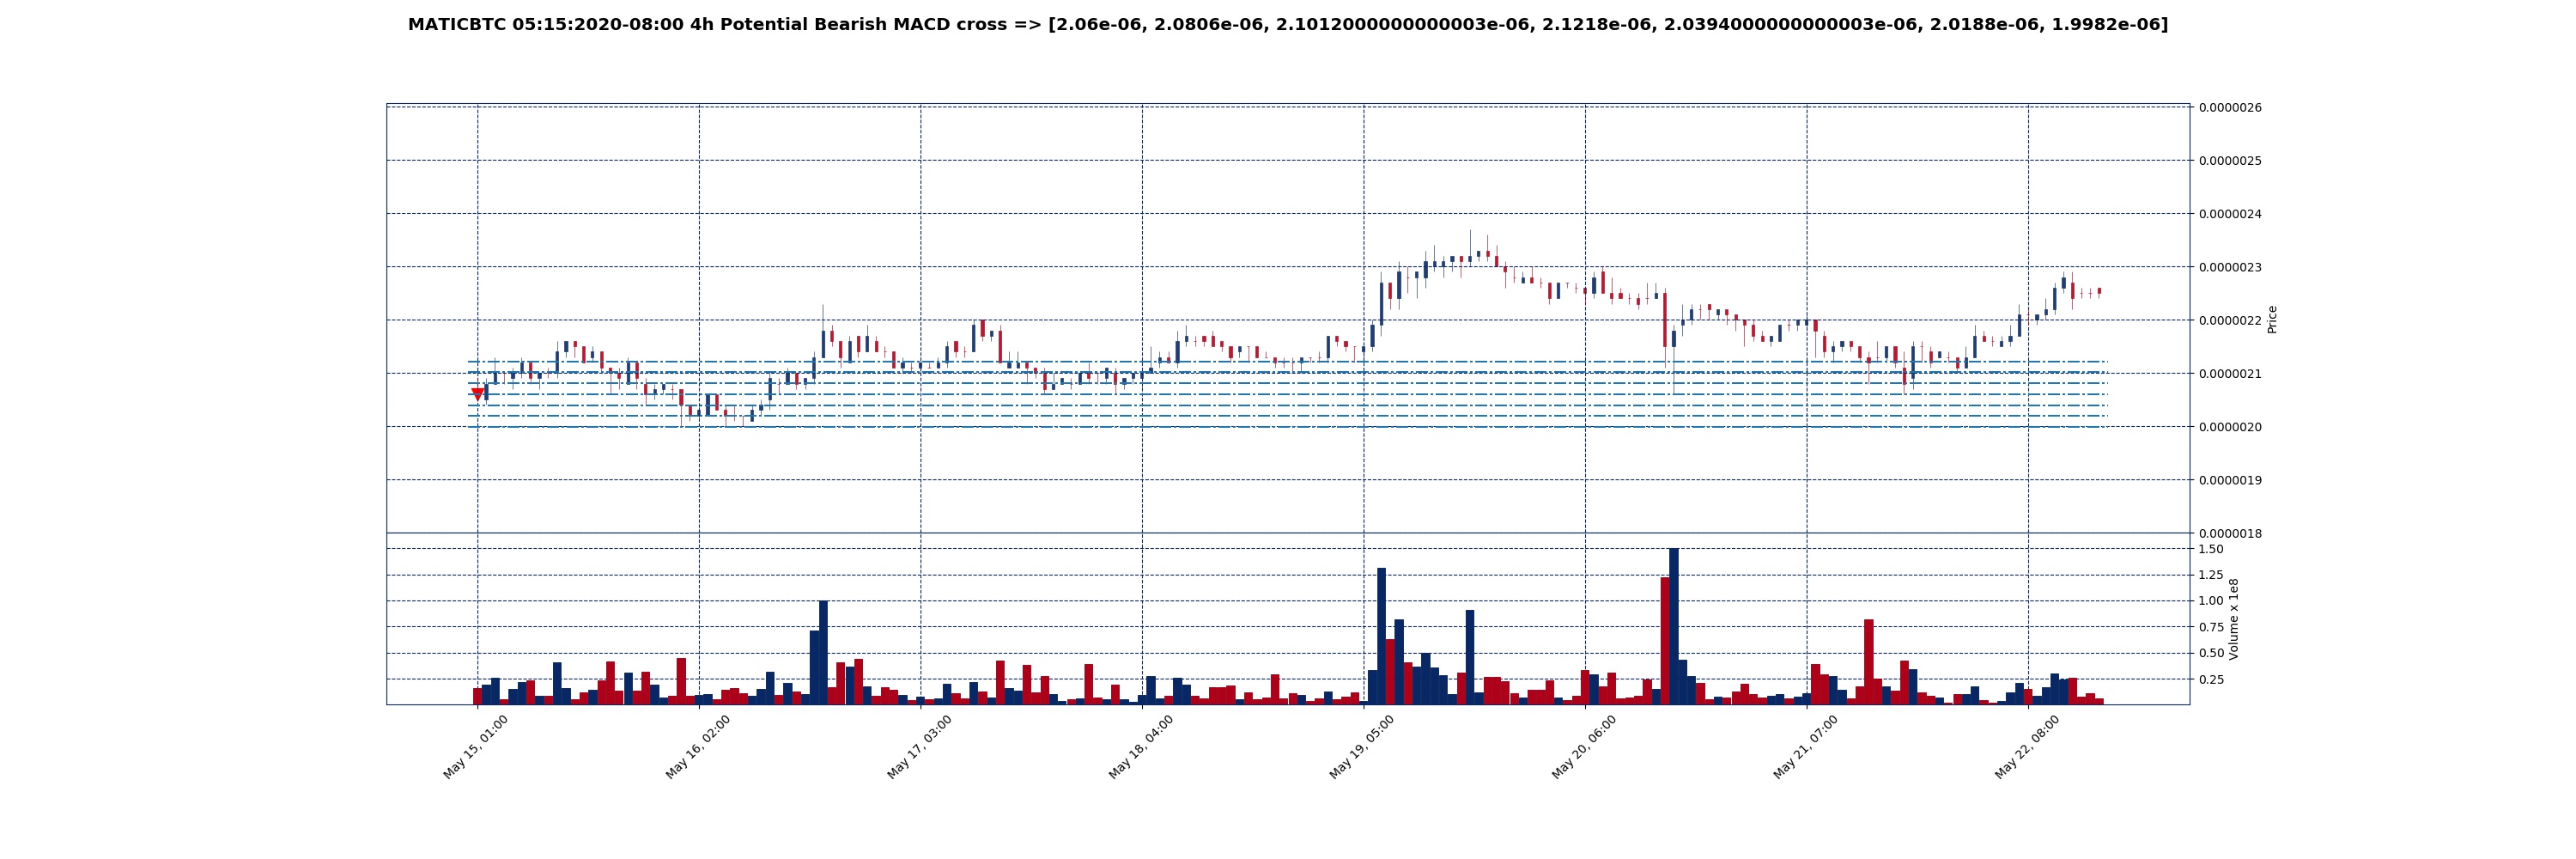 MATICBTC 05:15:2020-08:00 4h Potential Bearish MACD cross => [2.06e-06, 2.0806e-06, 2.1012000000000003e-06, 2.1218e-06, 2.0394000000000003e-06, 2.0188e-06, 1.9982e-06]
0.0000026
0.0000025
0.0000024
0.0000023
0.0000022
0.0000021
0.0000020
0.0000019
0.0000018
Price
1.50
1.25
1.00
0.75
0.50
0.25
Volume x 1e8
May 15, 01:00
May 16, 02:00
May 17, 03:00
May 18, 04:00
May 19, 05:00
May 20, 06:00
May 21, 07:00
May 22, 08:00